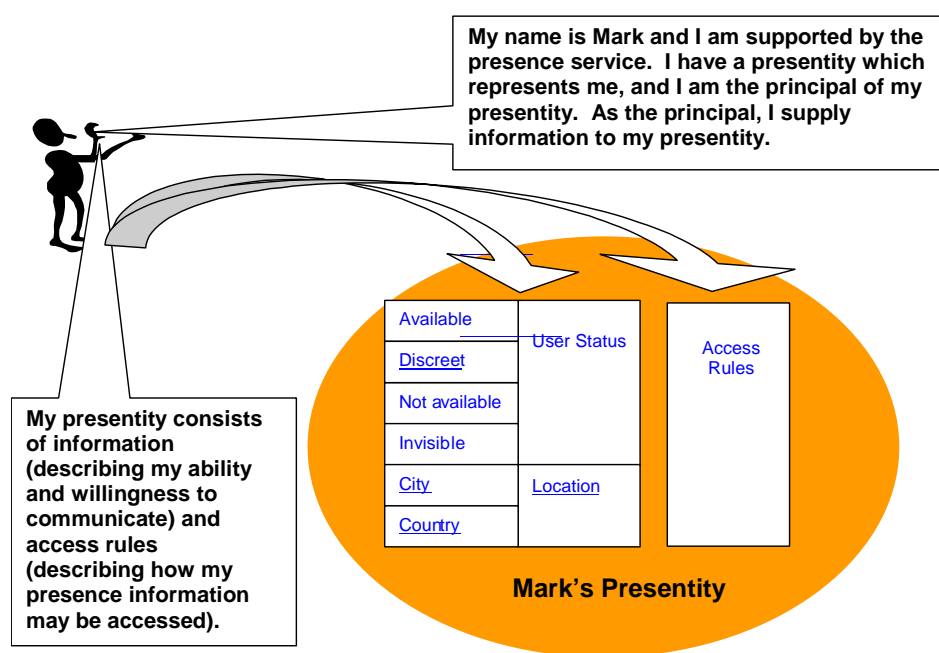 My name is Mark and I am supported by the
presence service.  I have a presentity which
represents me, and I am the principal of my
presentity.  As the principal, I supply
information to my presentity.
Available
User Status
Discreet
Not available
Invisible
City
Location
Country
Access
Rules
My presentity consists
of information
(describing my ability
and willingness to
communicate) and
access rules
(describing how my
presence information
may be accessed).
Mark’s Presentity